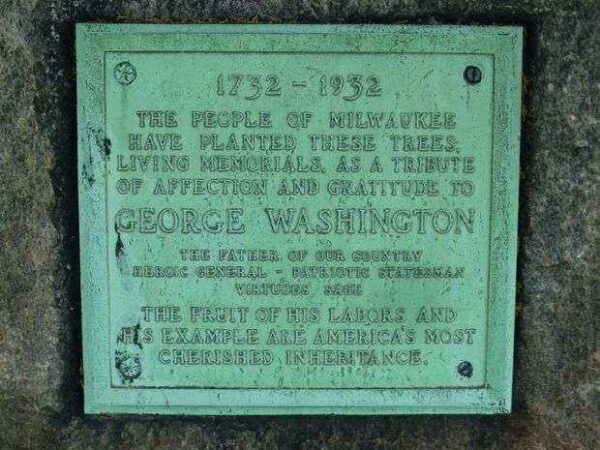 1732 - 1932
THE PEOPLE OF MILWAUKEE
HAVE PLANTED THESE TREES,
LIVING MEMORIALS, AS A TRIBUTE
OF AFFECTION AND GRATITUDE TO
GEORGE WASHINGTON
THE FATHER OF OUR COUNTRY
HEROIC GENERAL - PATRIOTIC STATESMAN
VIRTUOUS SAGE
THE FRUIT OF HIS LABORS AND
HIS EXAMPLE ARE AMERICA'S MOST
CHERISHED INHERITANCE.